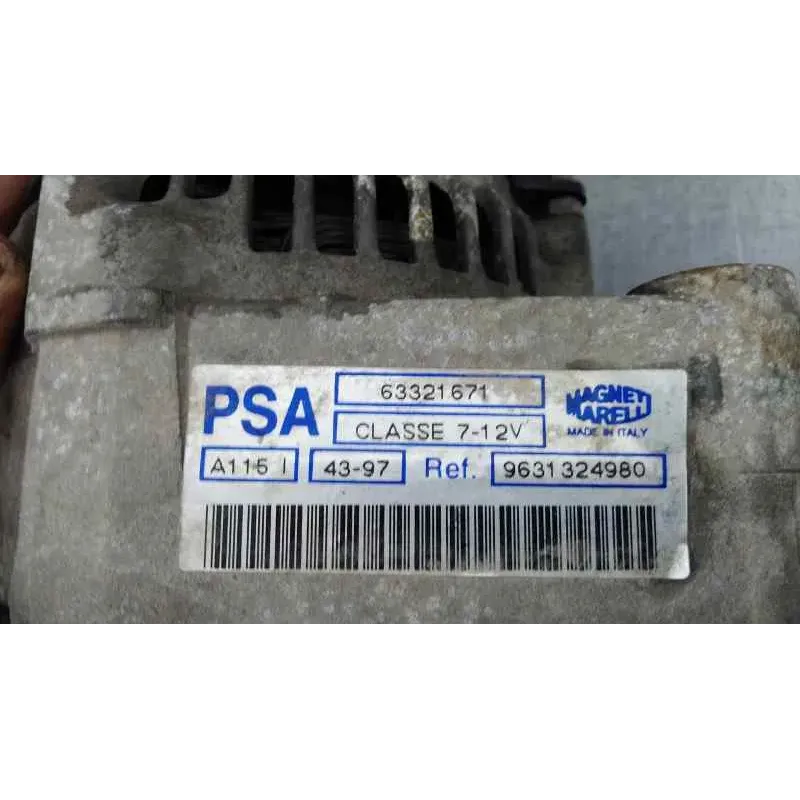 PSA
63321671
CLASSE 7-12V
MAGNETI
MARELLI
MADE IN ITALY
A115 I
43-97
Ref.
9631324980